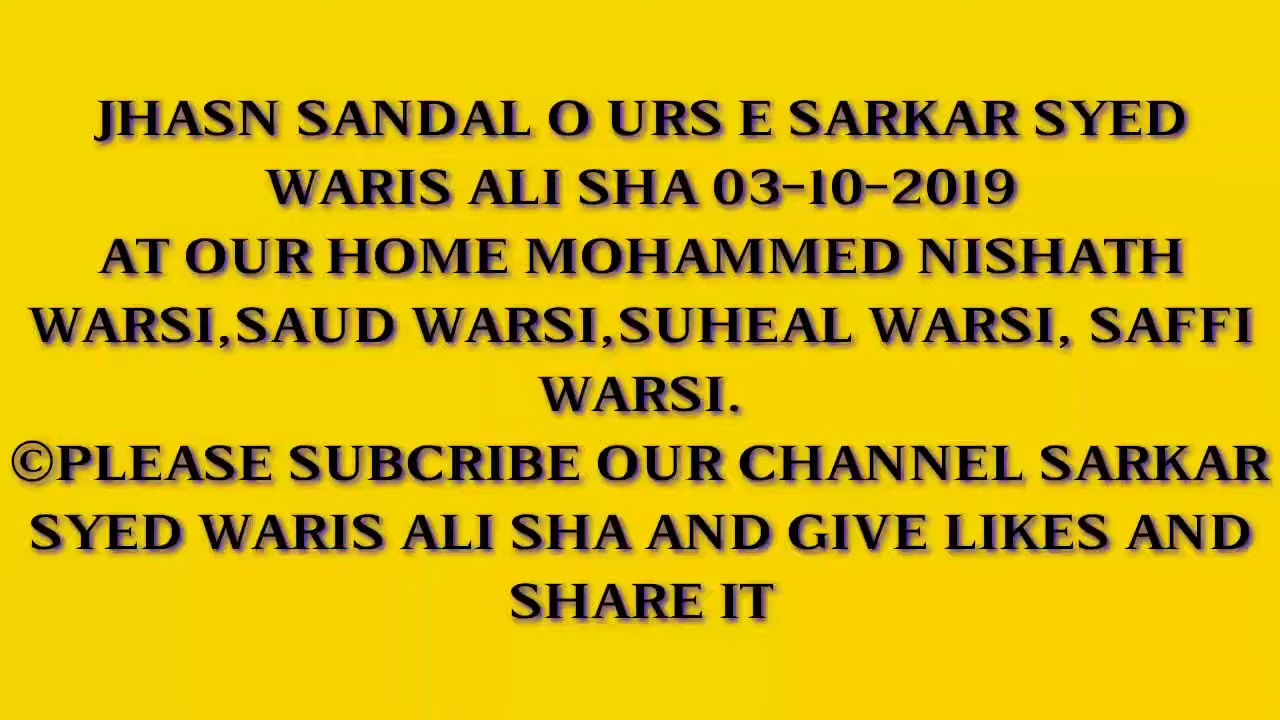 JHASN SANDAL O URS E SARKAR SYED
WARIS ALI SHA 03-10-2019
AT OUR HOME MOHAMMED NISHATH
WARSI,SAUD WARSI,SUHEAL WARSI, SAFFI
WARSI.
©PLEASE SUBCRIBE OUR CHANNEL SARKAR
SYED WARIS ALI SHA AND GIVE LIKES AND
SHARE IT